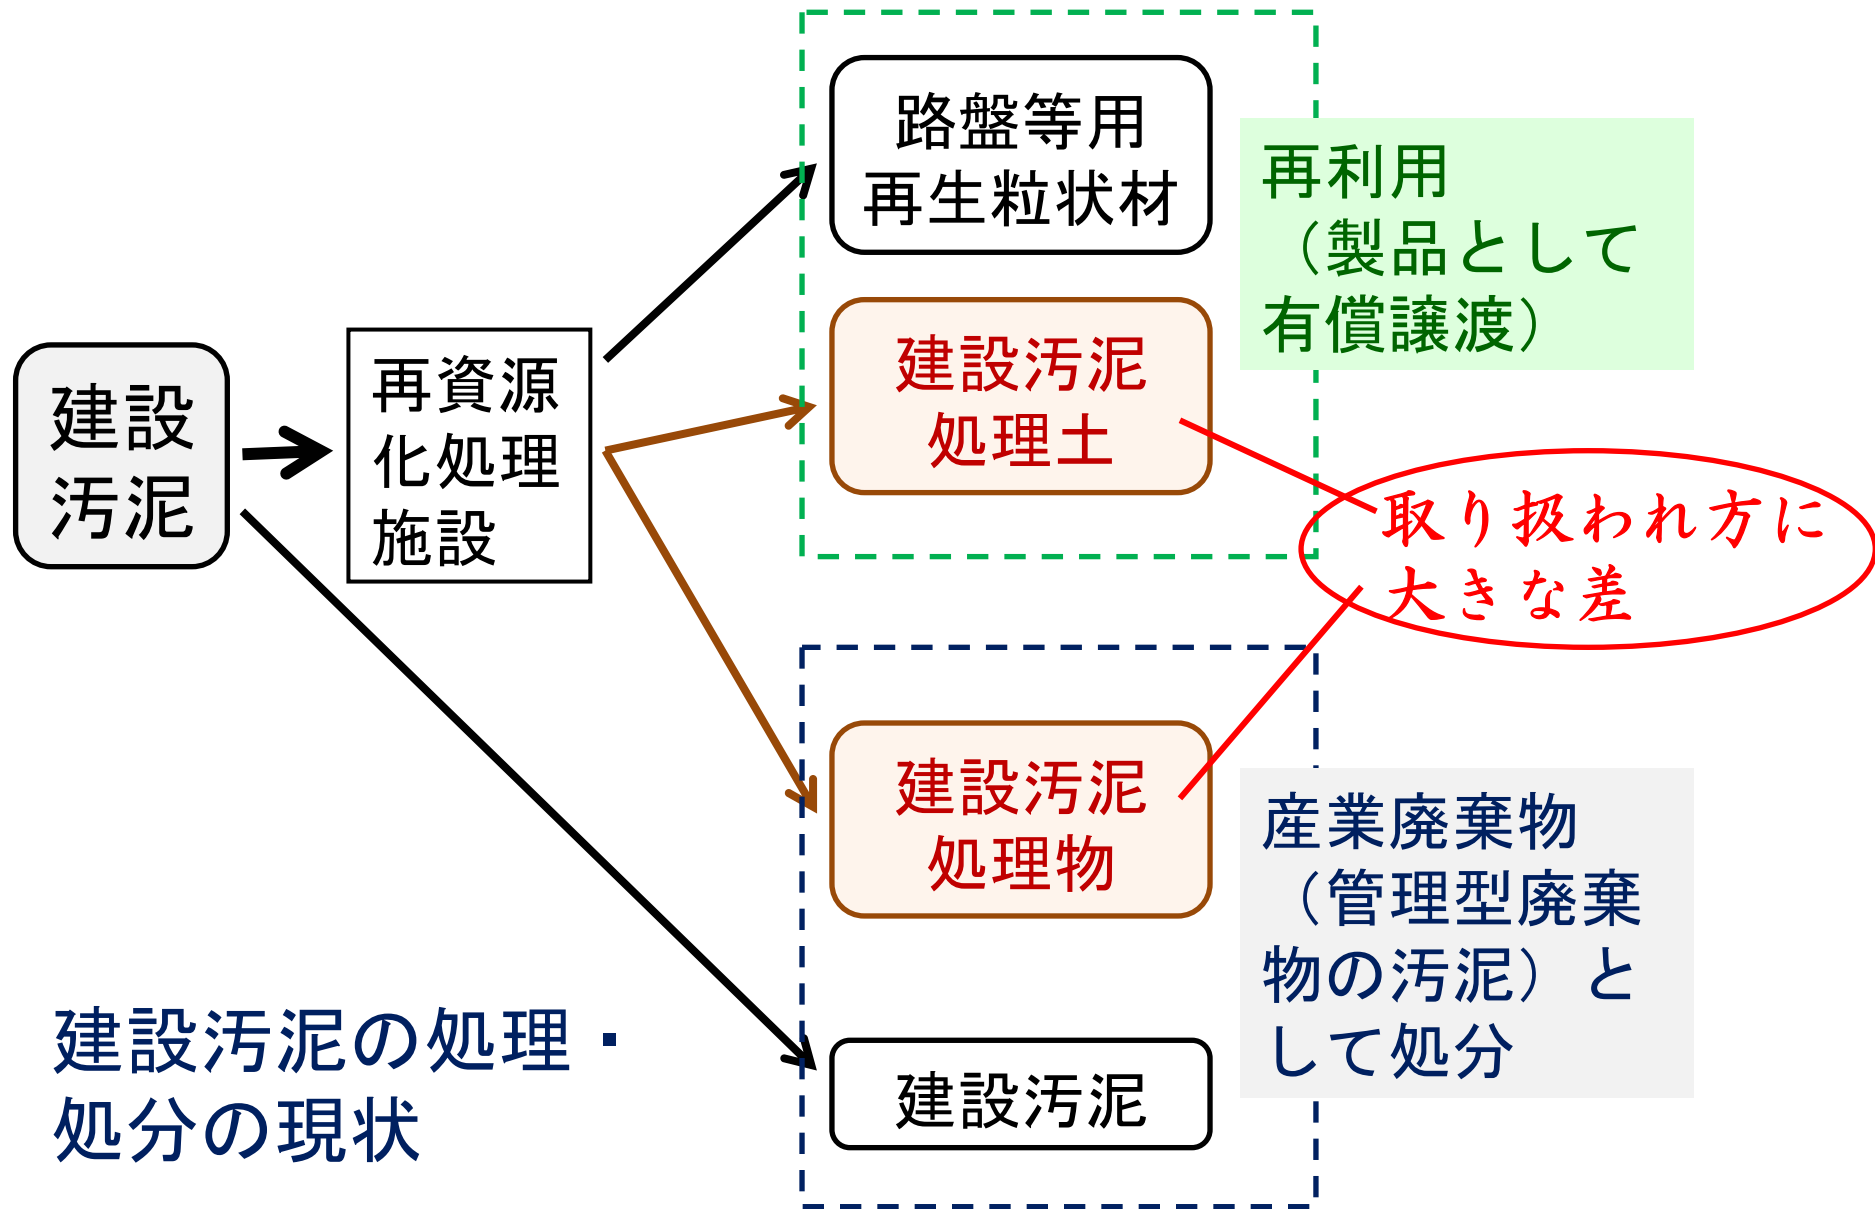 建設
汚泥
再資源
化処理
施設
路盤等用
再生粒状材
建設汚泥
処理土
建設汚泥
処理物
建設汚泥
再利用
（製品として
有償譲渡）
取り扱われ方に
大きな差
産業廃棄物
（管理型廃棄
物の汚泥）と
して処分
建設汚泥の処理・
処分の現状